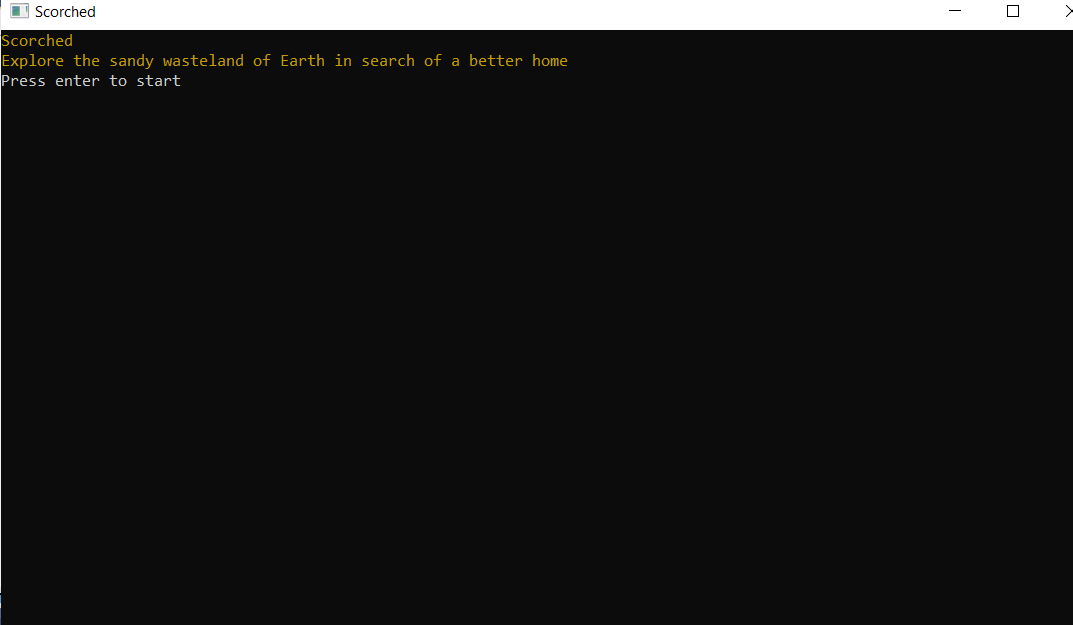 Scorched
Scorched
Explore the sandy wasteland of Earth in search of a better home
Press enter to start